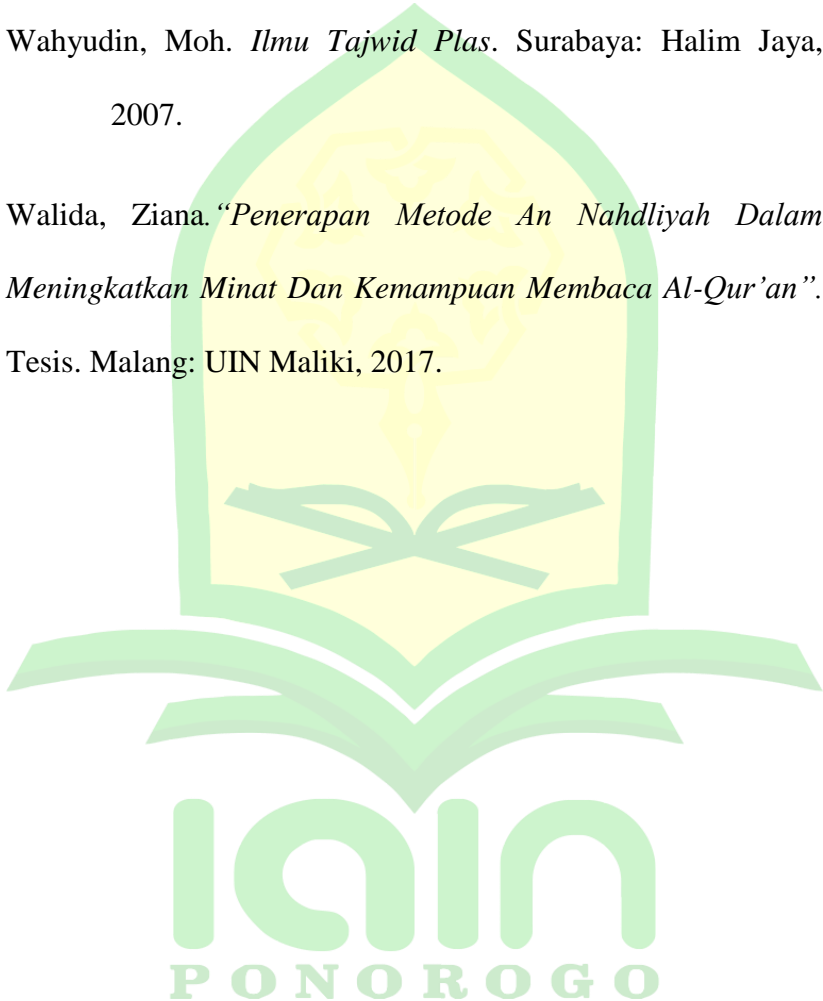 Wahyudin, Moh. Ilmu Tajwid Plas. Surabaya: Halim Jaya,
2007.
Walida, Ziana.“Penerapan Metode An Nahdliyah Dalam
Meningkatkan Minat Dan Kemampuan Membaca Al-Qur’an”.
Tesis. Malang: UIN Maliki, 2017.
iain
PONOROGO